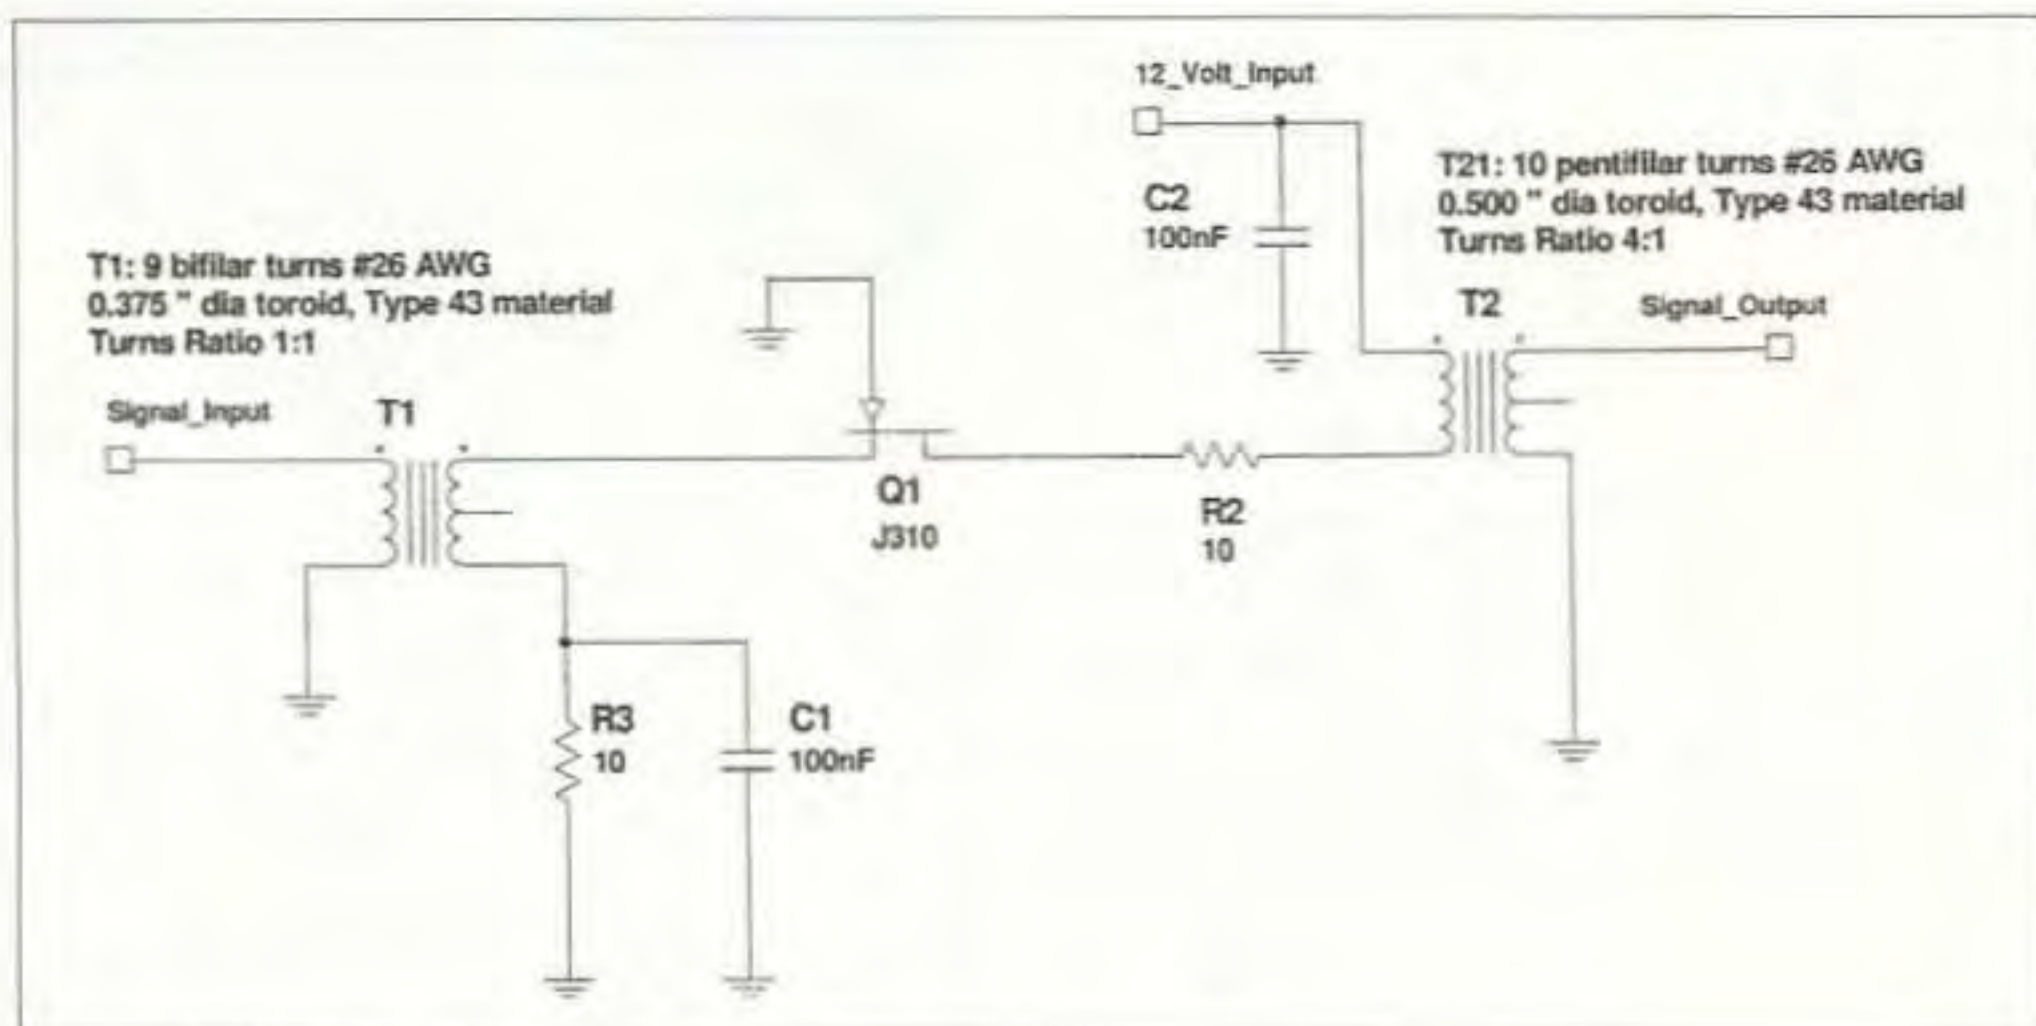 12_Volt_Input
T21: 10 pentifilar turns #26 AWG
0.500 " dia toroid, Type 43 material
Turns Ratio 4:1
C2
100nF
T1: 9 bifilar turns #26 AWG
0.375 " dia toroid, Type 43 material
Turns Ratio 1:1
T2
Signal_Output
Signal_Input
T1
Q1
J310
R2
10
R3
10
C1
100nF